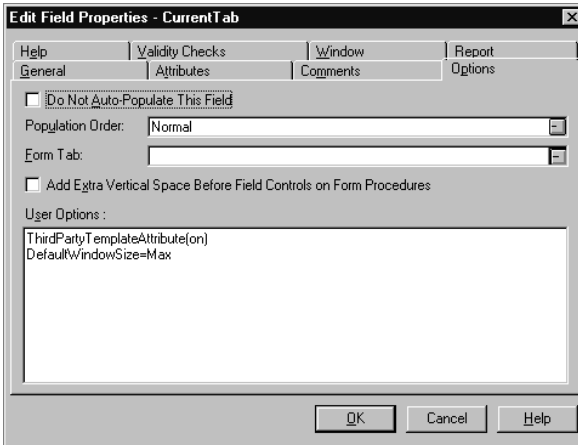 Edit Field Properties - CurrentTab
Help Validity Checks Window Report
General Attributes Comments Options
Do Not Auto-Populate This Field
Population Order: Normal
Form Tab:
Add Extra Vertical Space Before Field Controls on Form Procedures
User Options :
ThirdPartyTemplateAttribute(on)
DefaultWindowSize=Max
OK Cancel Help